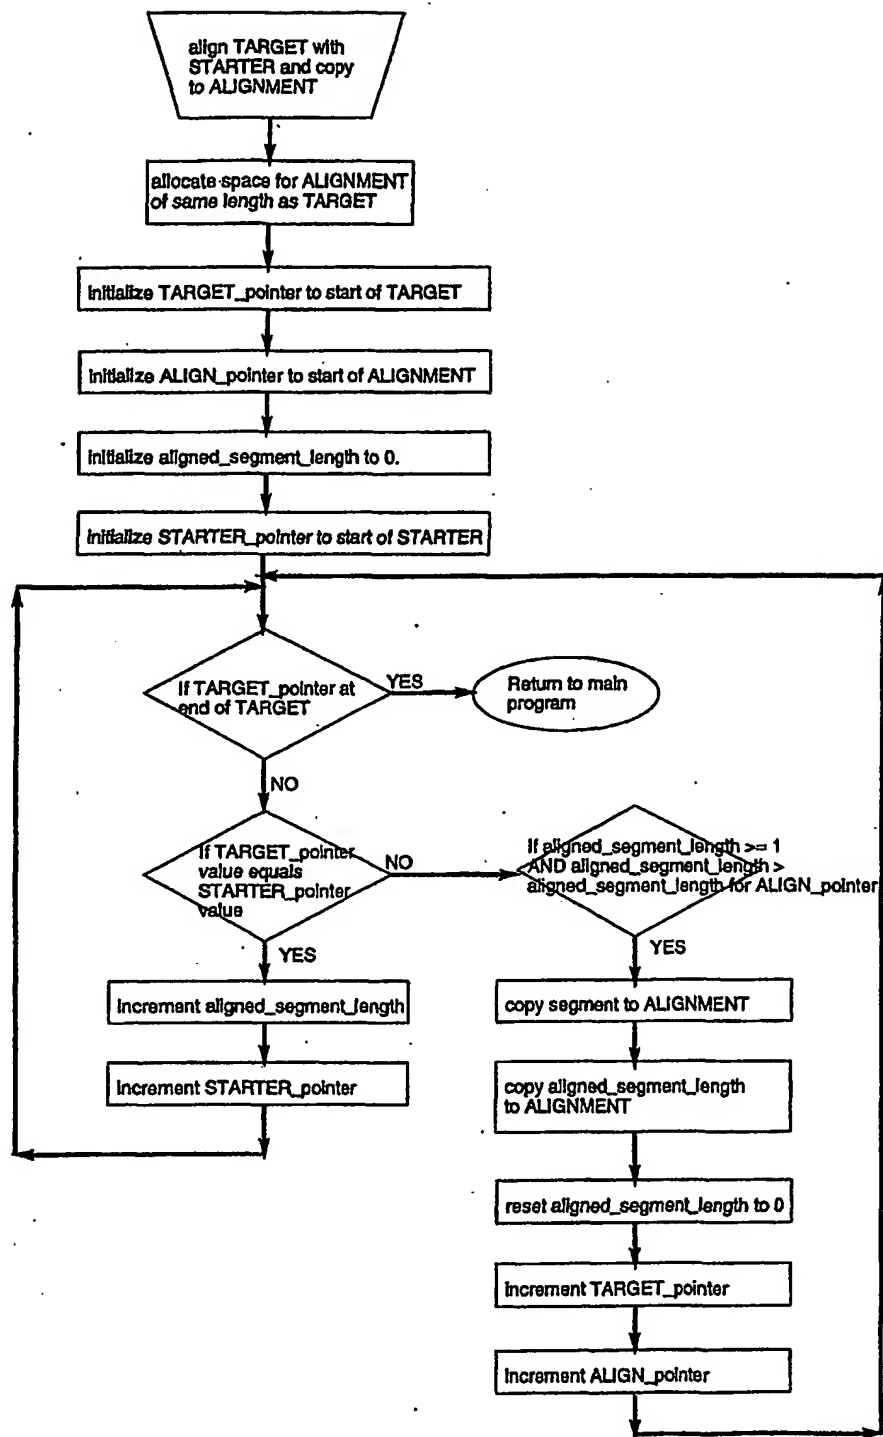 align TARGET with
STARTER and copy
to ALIGNMENT
allocate space for ALIGNMENT
of same length as TARGET
initialize TARGET_pointer to start of TARGET
initialize ALIGN_pointer to start of ALIGNMENT
initialize aligned_segment_length to 0.
initialize STARTER_pointer to start of STARTER
If TARGET_pointer at
end of TARGET
YES
Return to main
program
NO
If TARGET_pointer
value equals
STARTER_pointer
value
NO
If aligned_segment_length >= 1
AND aligned_segment_length >
aligned_segment_length for ALIGN_pointer
YES
increment aligned_segment_length
increment STARTER_pointer
YES
copy segment to ALIGNMENT
copy aligned_segment_length
to ALIGNMENT
reset aligned_segment_length to 0
increment TARGET_pointer
increment ALIGN_pointer